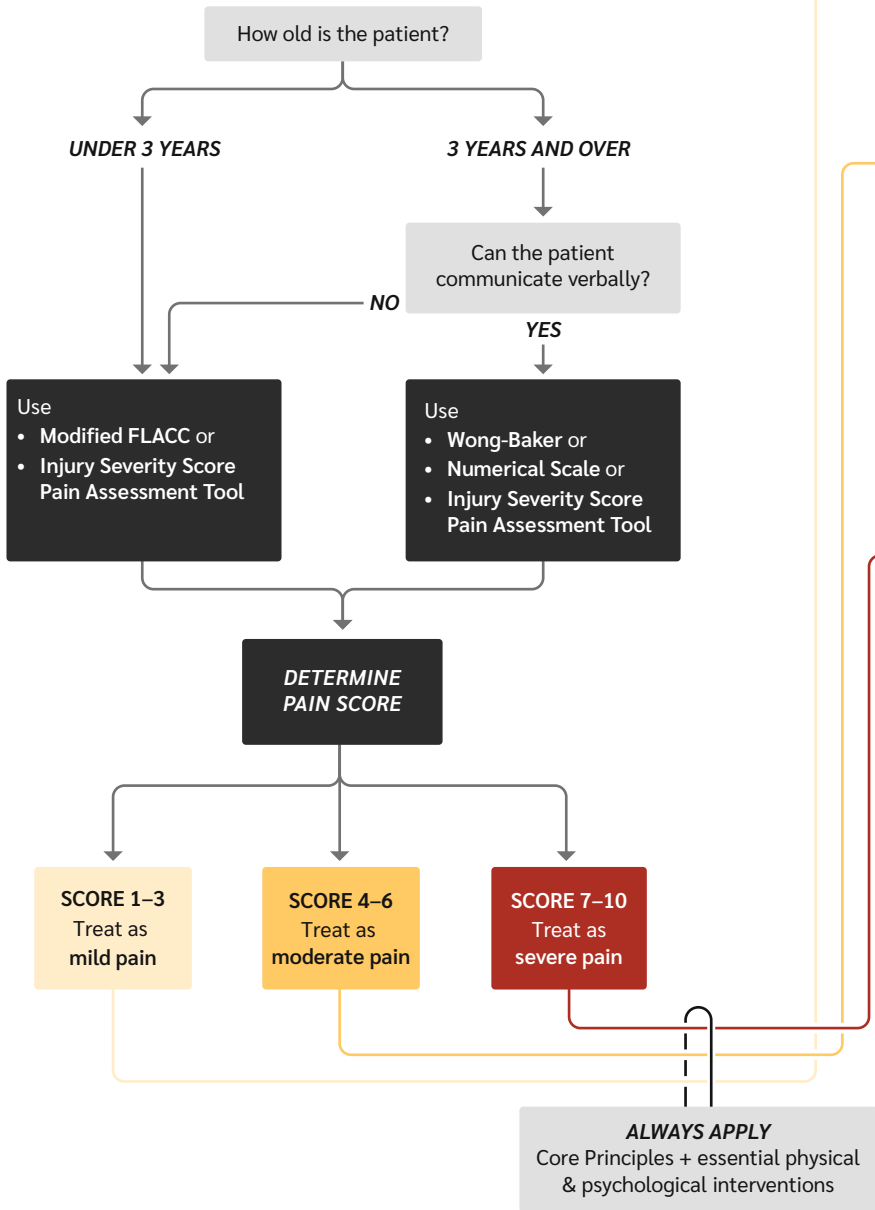 How old is the patient?
UNDER 3 YEARS
3 YEARS AND OVER
Can the patient
communicate verbally?
NO
YES
Use
• Modified FLACC or
• Injury Severity Score
Pain Assessment Tool
Use
• Wong-Baker or
• Numerical Scale or
• Injury Severity Score
Pain Assessment Tool
DETERMINE
PAIN SCORE
SCORE 1–3
Treat as
mild pain
SCORE 4–6
Treat as
moderate pain
SCORE 7–10
Treat as
severe pain
ALWAYS APPLY
Core Principles + essential physical
& psychological interventions